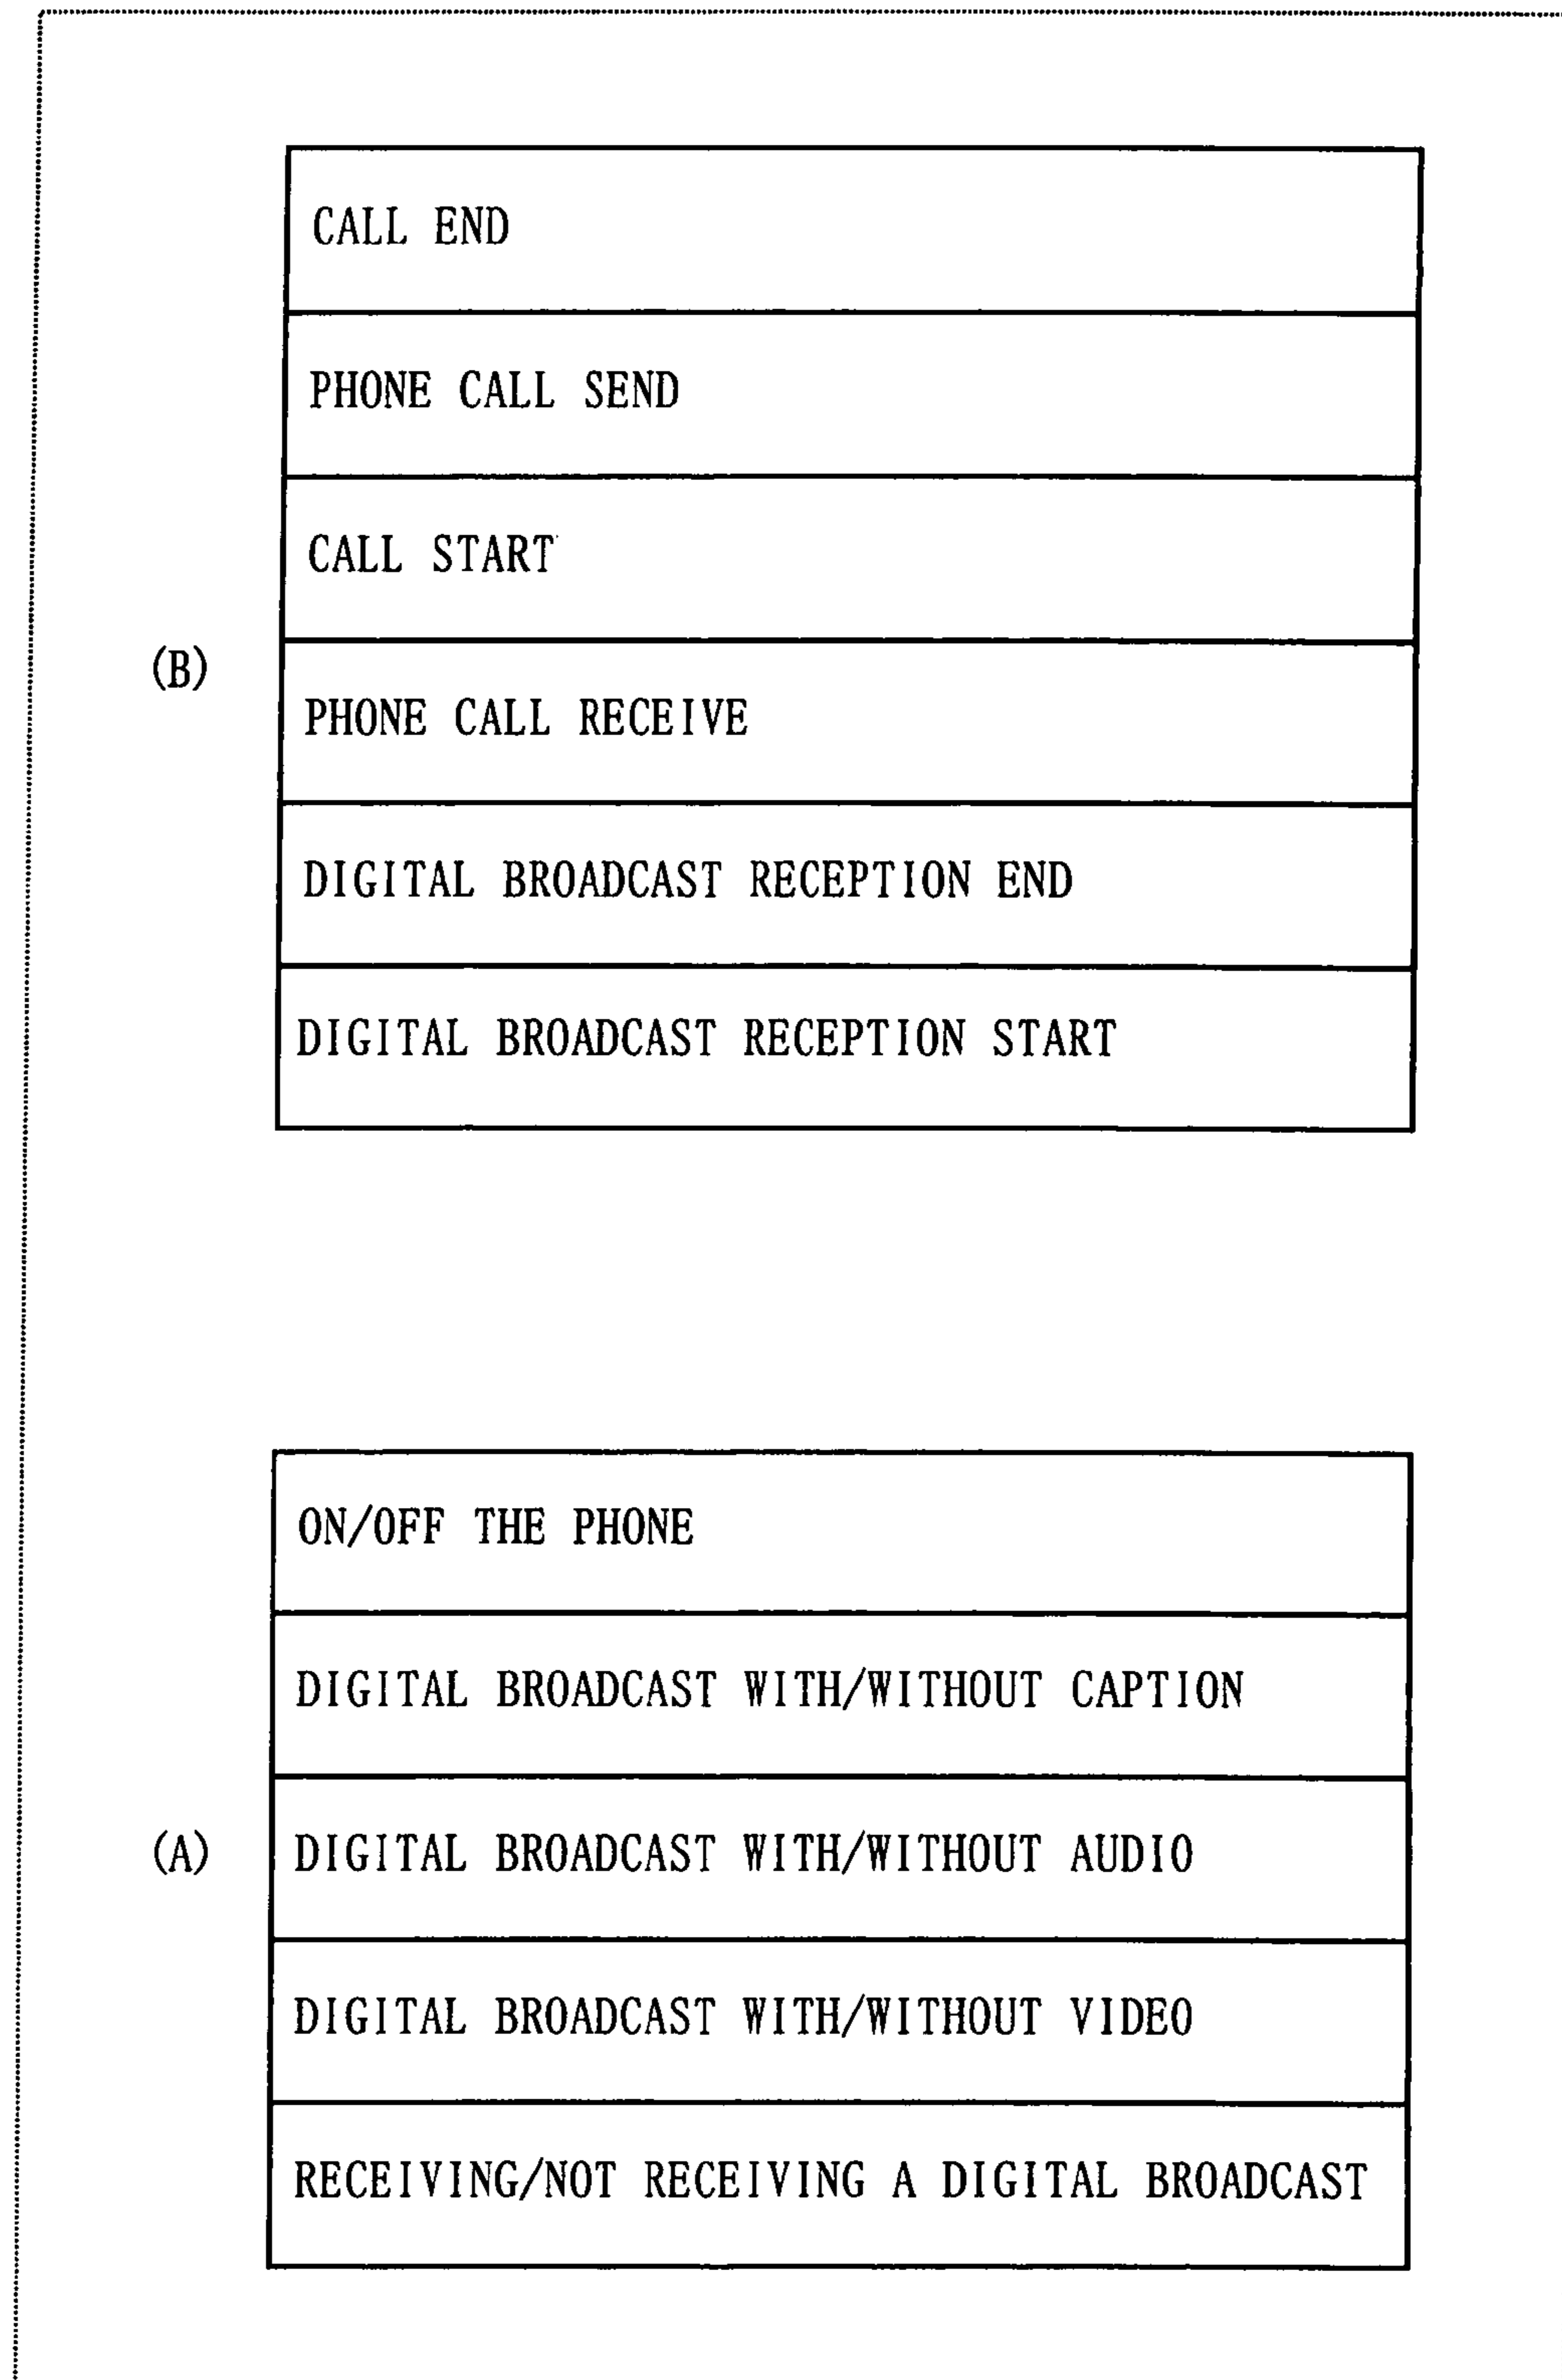 CALL END
PHONE CALL SEND
CALL START
(B)
PHONE CALL RECEIVE
DIGITAL BROADCAST RECEPTION END
DIGITAL BROADCAST RECEPTION START
ON/OFF THE PHONE
DIGITAL BROADCAST WITH/WITHOUT CAPTION
(A)
DIGITAL BROADCAST WITH/WITHOUT AUDIO
DIGITAL BROADCAST WITH/WITHOUT VIDEO
RECEIVING/NOT RECEIVING A DIGITAL BROADCAST